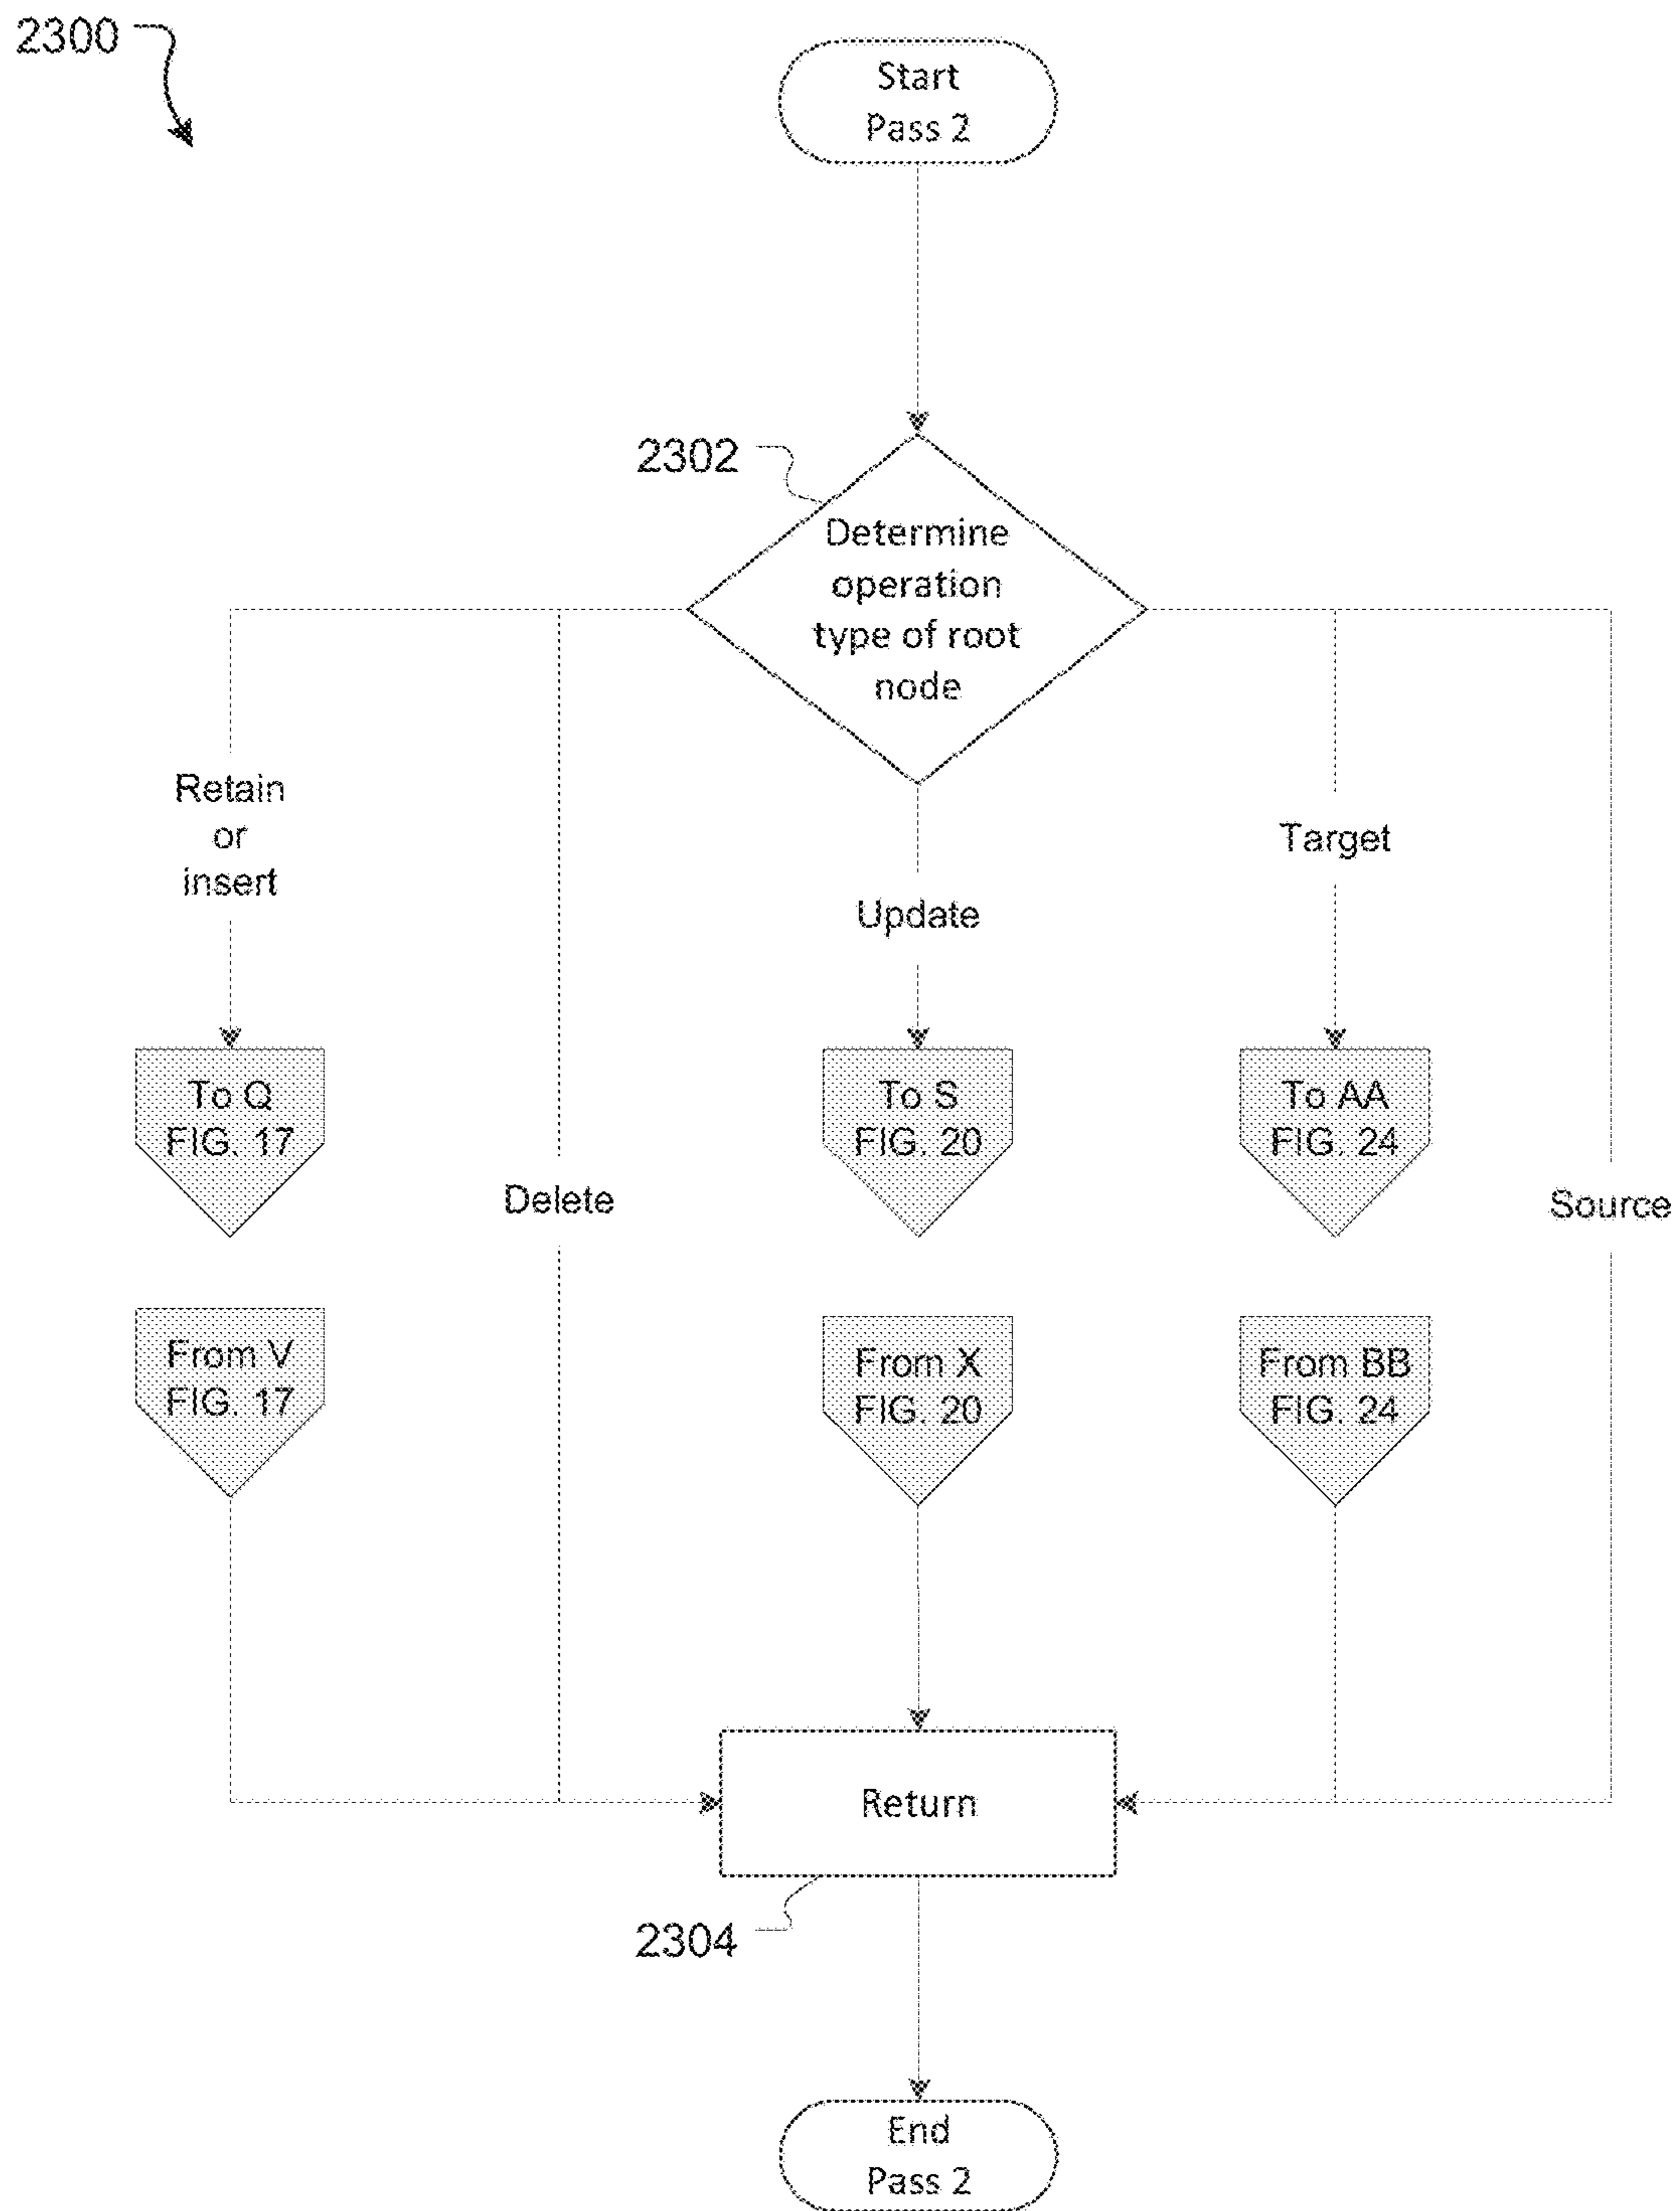 2300
Start
Pass 2
2302
Determine
operation
type of root
node
Retain
or
insert
Update
Target
To Q
FIG. 17
To S
FIG. 20
To AA
FIG. 24
Delete
Source
From V
FIG. 17
From X
FIG. 20
From BB
FIG. 24
Return
2304
End
Pass 2